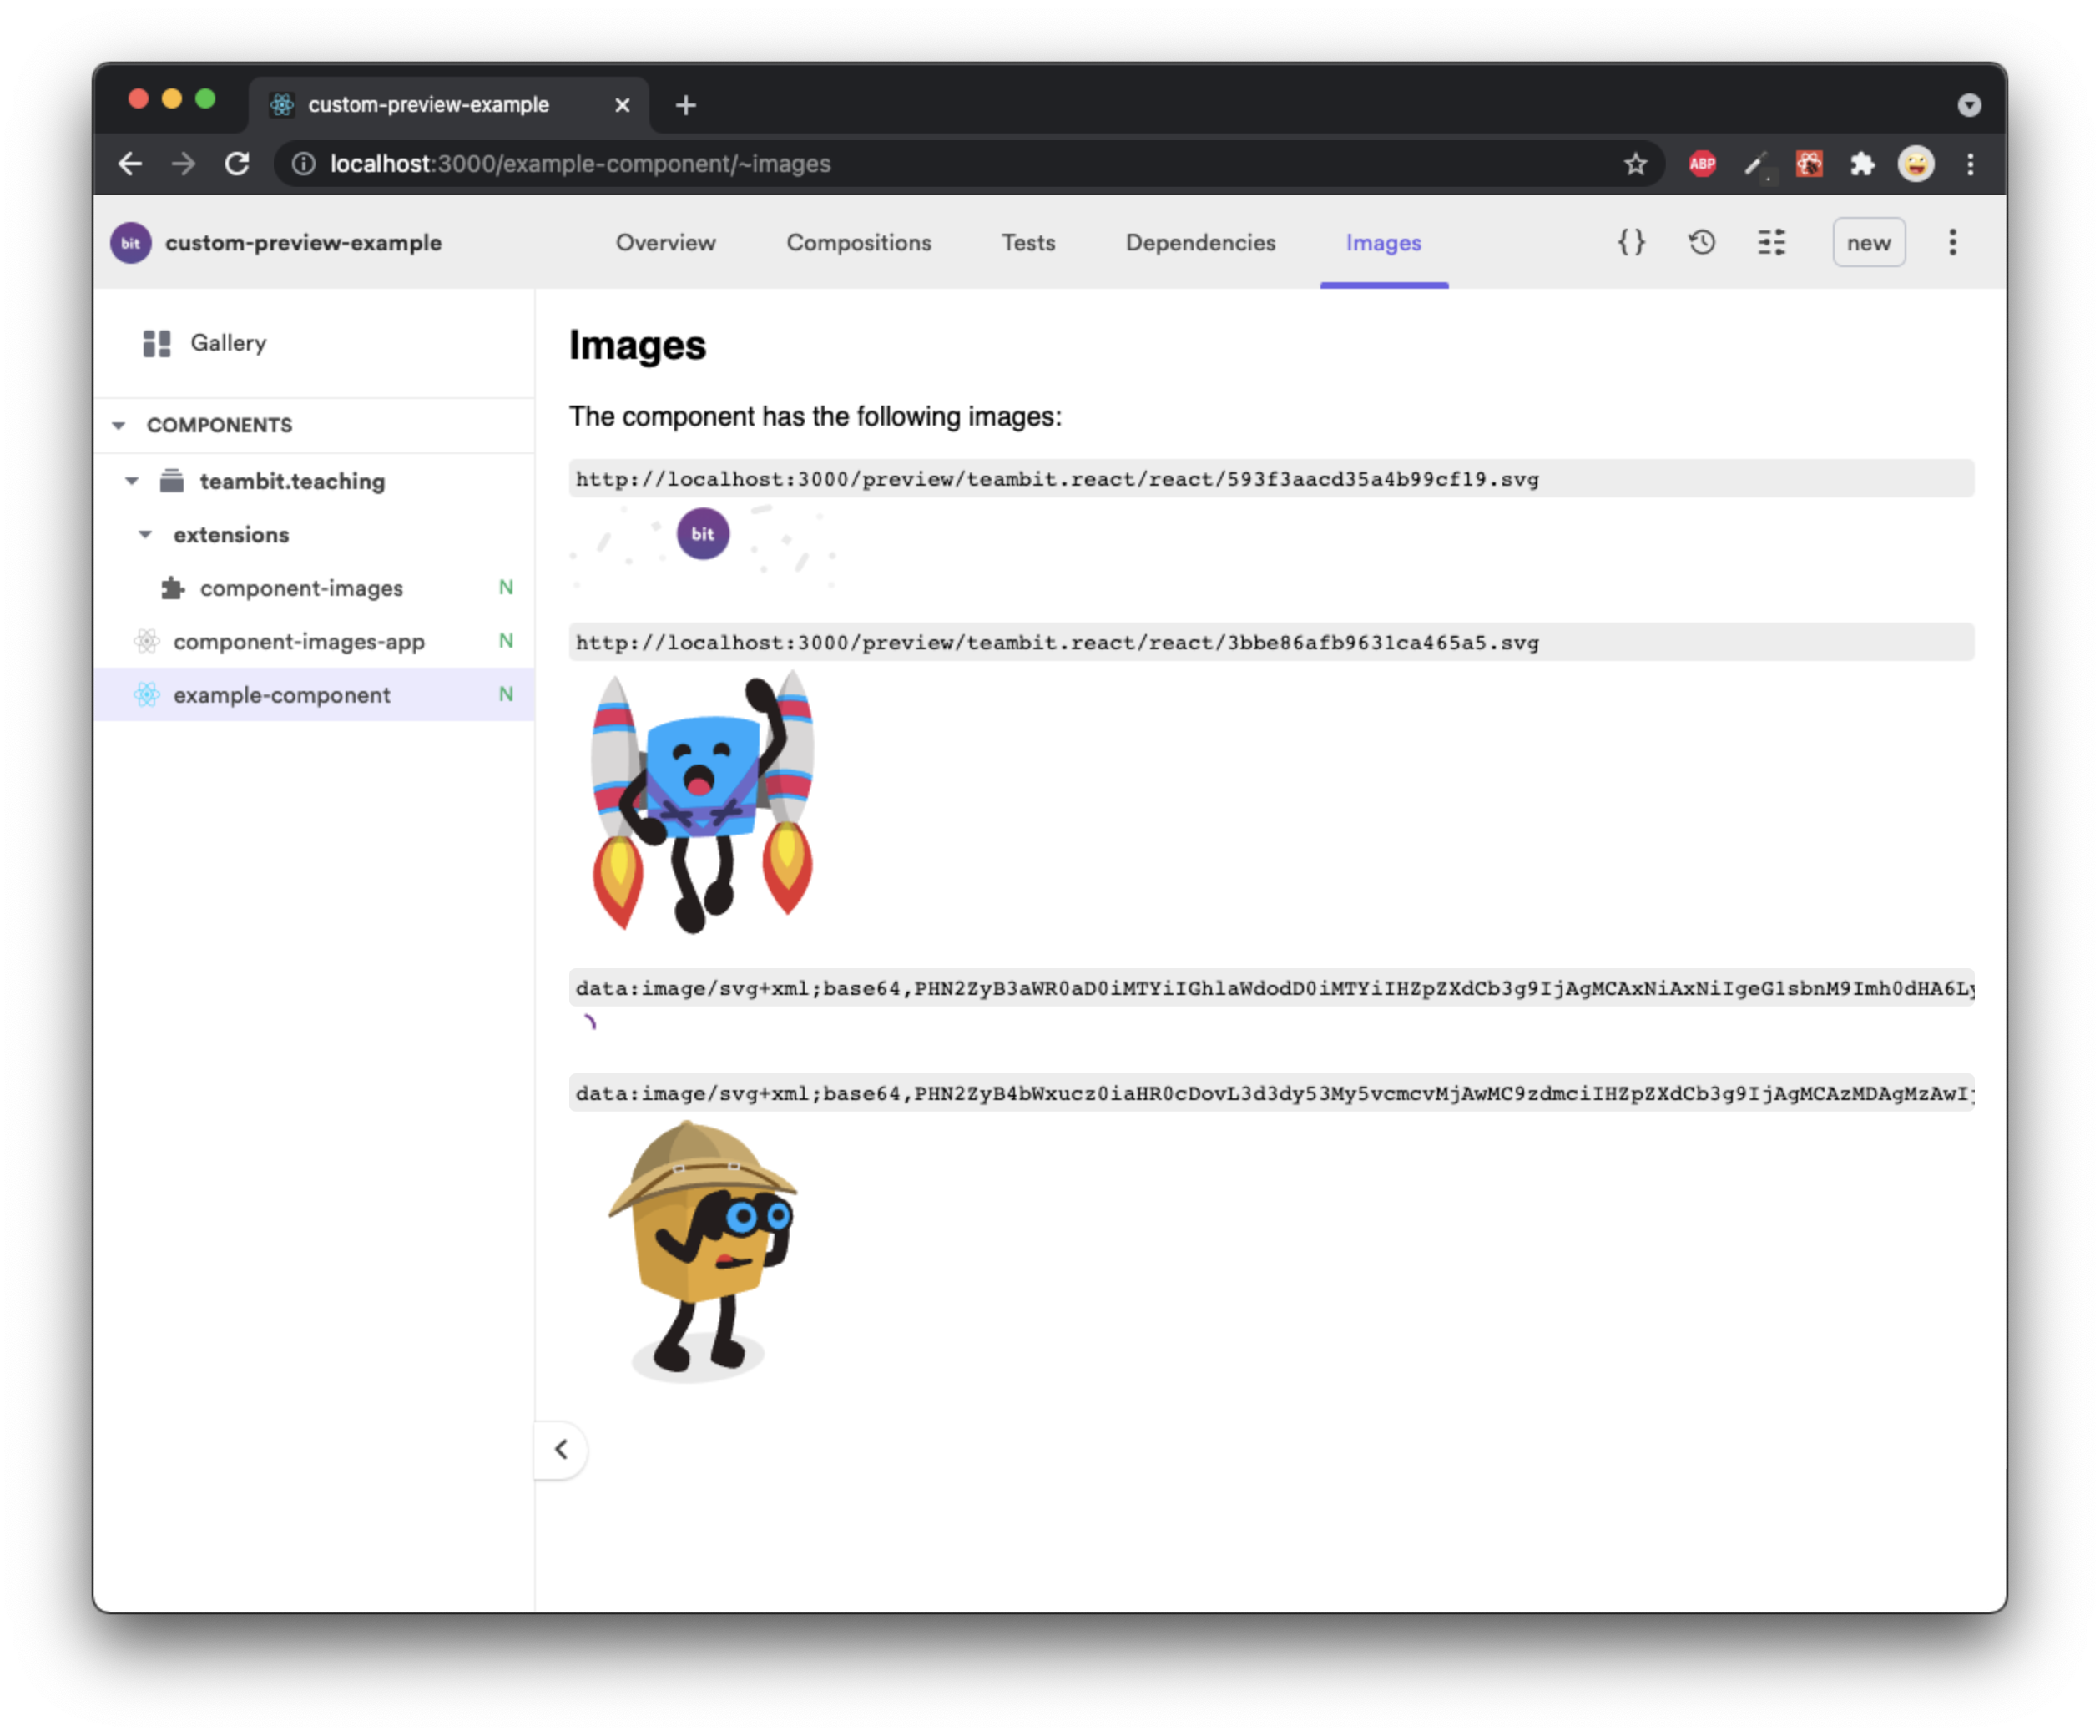 custom-preview-example
localhost:3000/example-component/~images
ABP
bit
custom-preview-example
Overview
Compositions
Tests
Dependencies
Images
{}
new
Gallery
COMPONENTS
teambit.teaching
extensions
component-images N
component-images-app N
example-component N
Images
The component has the following images:
http://localhost:3000/preview/teambit.react/react/593f3aacd35a4b99cf19.svg
bit
http://localhost:3000/preview/teambit.react/react/3bbe86afb9631ca465a5.svg
data:image/svg+xml;base64,PHN2ZyB3aWR0aD0iMTYiIGhlaWdodD0iMTYiIHZpZXdCb3g9IjAgMCAxNiAxNiIgeG1sbnM9Imh0dHA6Ly
data:image/svg+xml;base64,PHN2ZyB4bWxucz0iaHR0cDovL3d3dy53My5vcmcvMjAwMC9zdmciIHZpZXdCb3g9IjAgMCAzMDAgMzAwIj